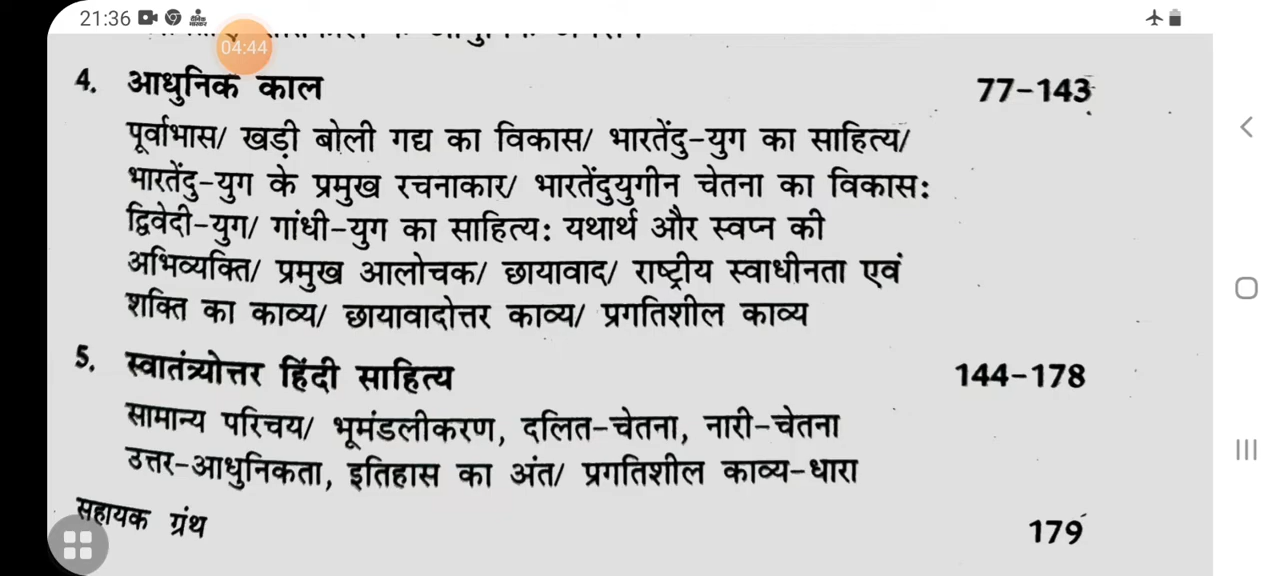 21:36
04:44
4. आधुनिक काल 77-143
पूर्वाभास/ खड़ी बोली गद्य का विकास/ भारतेंदु-युग का साहित्य/
भारतेंदु-युग के प्रमुख रचनाकार/ भारतेंदुयुगीन चेतना का विकास:
द्विवेदी-युग/ गांधी-युग का साहित्य: यथार्थ और स्वप्न की
अभिव्यक्ति/ प्रमुख आलोचक/ छायावाद/ राष्ट्रीय स्वाधीनता एवं
शक्ति का काव्य/ छायावादोत्तर काव्य/ प्रगतिशील काव्य
5. स्वातंत्र्योत्तर हिंदी साहित्य 144-178
सामान्य परिचय/ भूमंडलीकरण, दलित-चेतना, नारी-चेतना
उत्तर-आधुनिकता, इतिहास का अंत/ प्रगतिशील काव्य-धारा
सहायक ग्रंथ 179